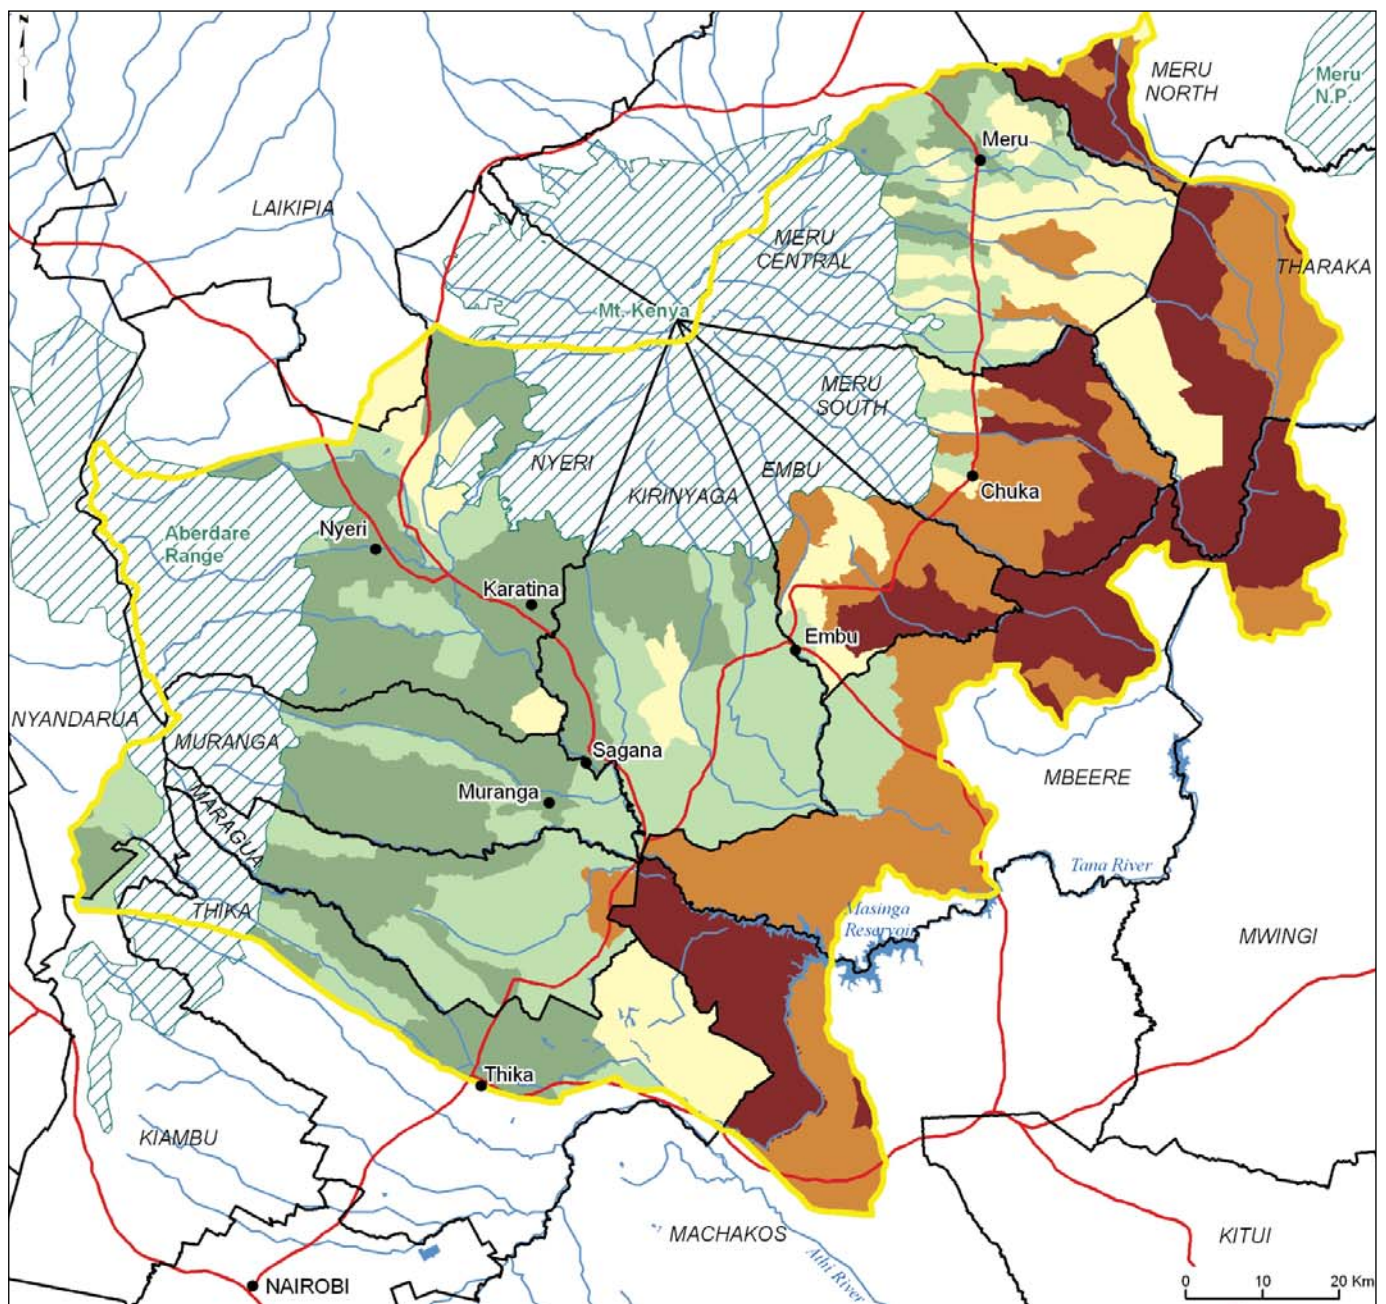 N
MERU
NORTH
Meru
N.P.
Meru
LAIKIPIA
MERU
CENTRAL
THARAKA
Mt. Kenya
MERU
SOUTH
NYERI
EMBU
KIRINYAGA
Chuka
Nyeri
Aberdare
Range
Karatina
Embu
NYANDARUA
MURANGA
Sagana
MBEERE
Muranga
MARAGUA
Tana River
THIKA
Masinga
Reservoir
MWINGI
Thika
KIAMBU
MACHAKOS
KITUI
Athi River
NAIROBI
0 10 20 Km